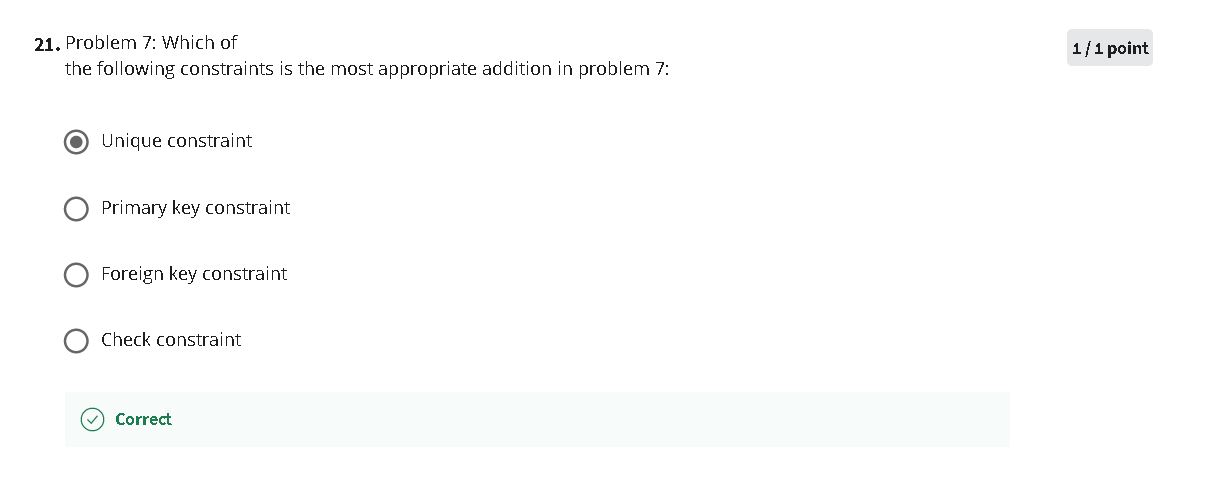 21. Problem 7: Which of
1 / 1 point
the following constraints is the most appropriate addition in problem 7:
Unique constraint
Primary key constraint
Foreign key constraint
Check constraint
Correct